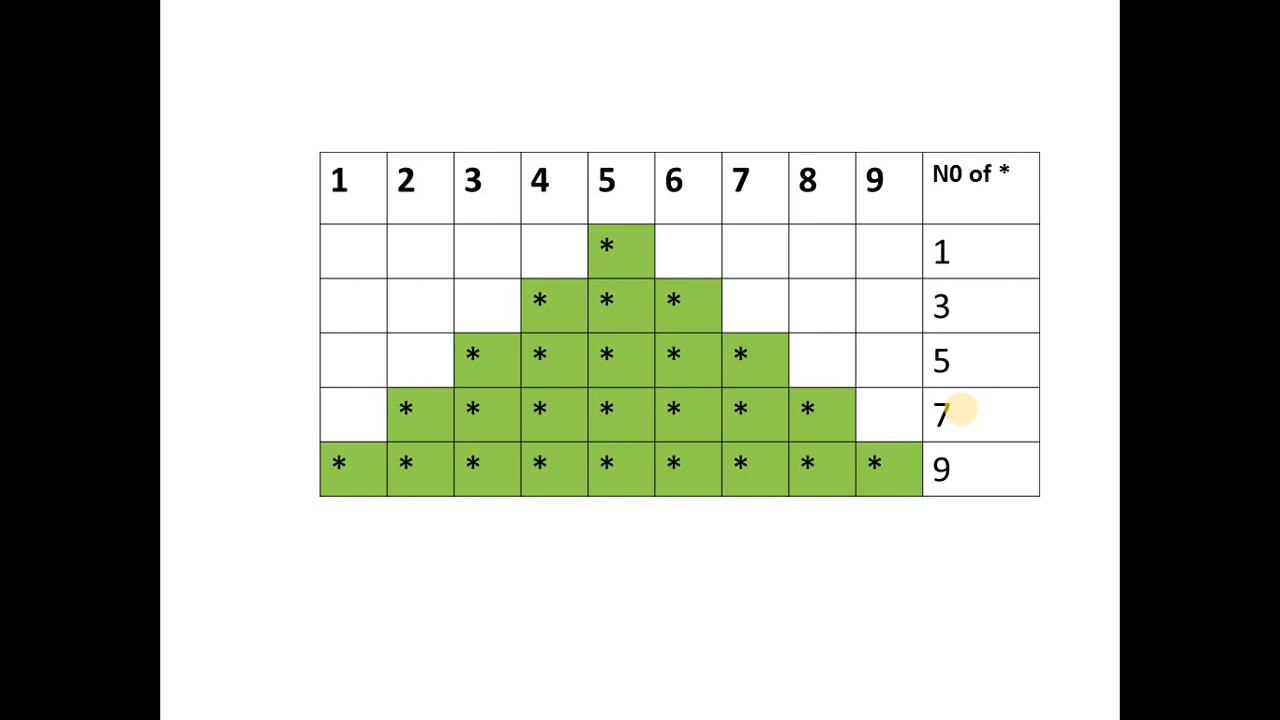 1 2 3 4 5 6 7 8 9 N0 of *
* 1
* * * 3
* * * * * 5
* * * * * * * 7
* * * * * * * * * 9